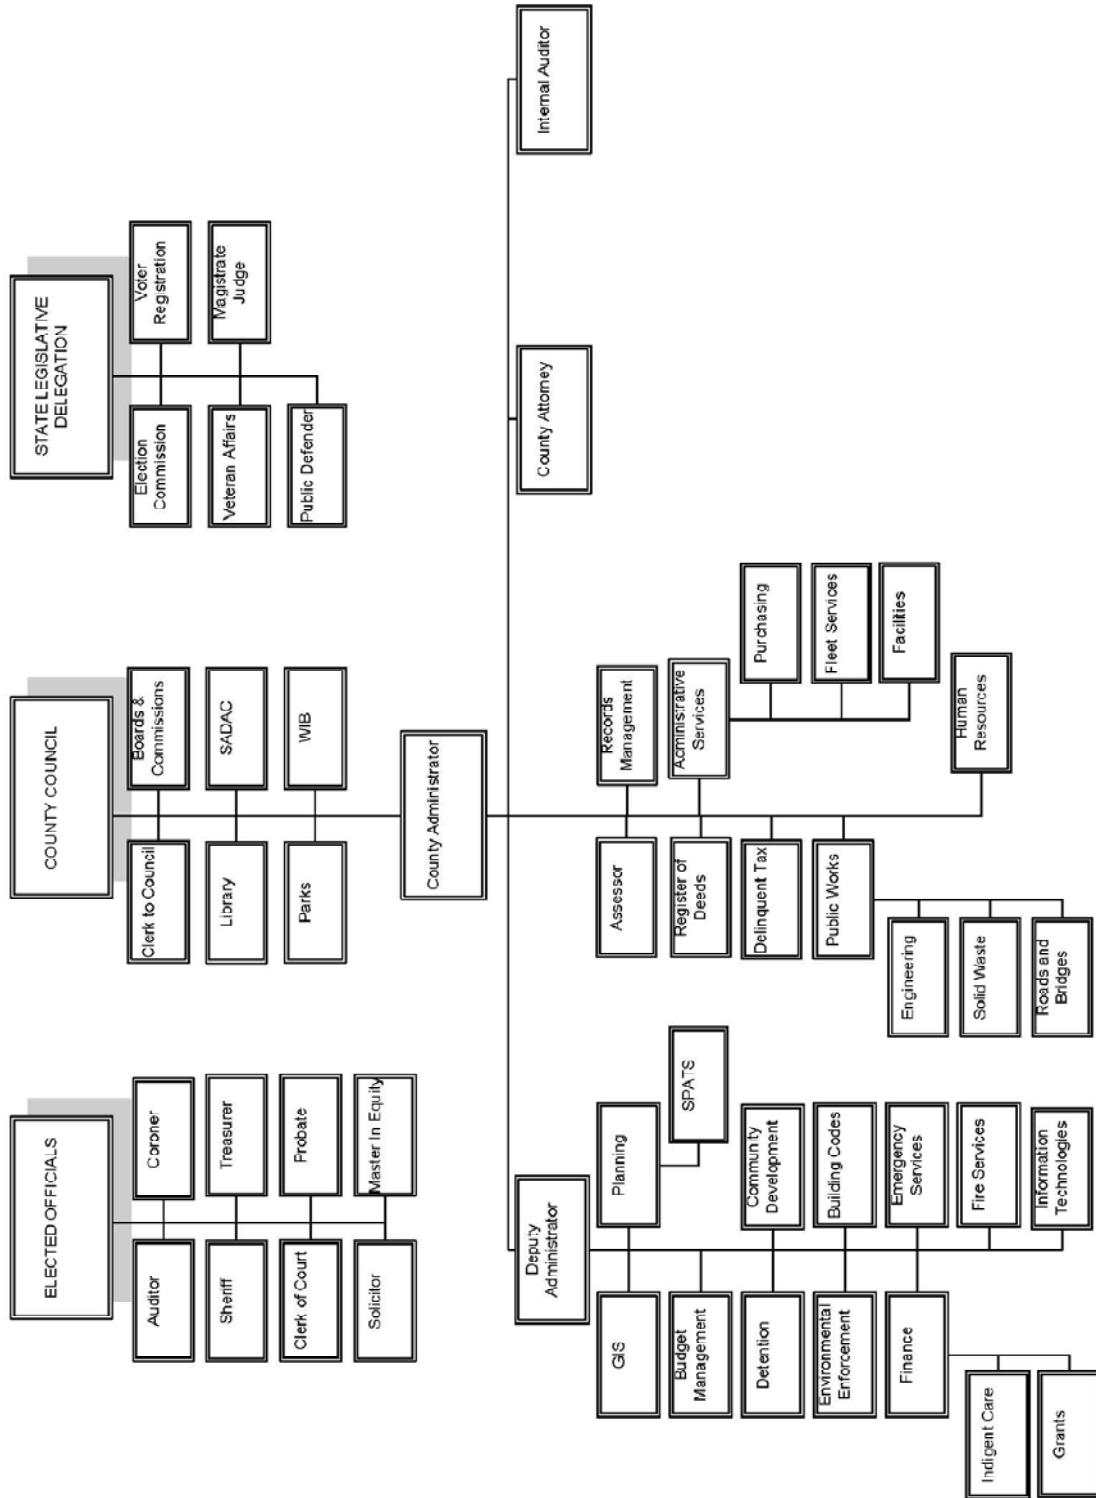 ELECTED OFFICIALS
Auditor
Coroner
Sheriff
Treasurer
Clerk of Court
Probate
Solicitor
Master In Equity
COUNTY COUNCIL
Clerk to Council
Boards &
Commissions
Library
SADAC
Parks
WIB
STATE LEGISLATIVE
DELEGATION
Election
Commission
Voter
Registration
Veteran Affairs
Magistrate
Judge
Public Defender
County Administrator
Deputy
Administrator
County Attorney
Internal Auditor
GIS
Planning
SPATS
Budget
Management
Detention
Community
Development
Environmental
Enforcement
Building Codes
Finance
Emergency
Services
Indigent Care
Grants
Fire Services
Information
Technologies
Assessor
Records
Management
Register of
Deeds
Administrative
Services
Delinquent Tax
Purchasing
Public Works
Fleet Services
Facilities
Engineering
Solid Waste
Roads and
Bridges
Human
Resources